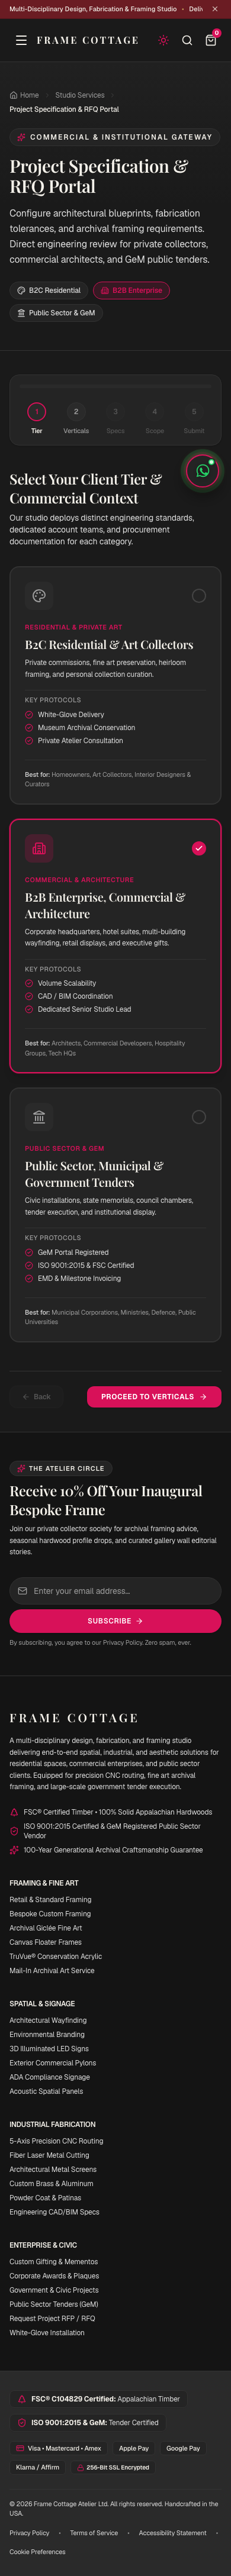 Multi-Disciplinary Design, Fabrication & Framing Studio • Deliv
FRAME COTTAGE
0
Home
Studio Services
Project Specification & RFQ Portal
COMMERCIAL & INSTITUTIONAL GATEWAY
Project Specification &
RFQ Portal
Configure architectural blueprints, fabrication
tolerances, and archival framing requirements.
Direct engineering review for private collectors,
commercial architects, and GeM public tenders.
B2C Residential
B2B Enterprise
Public Sector & GeM
1
2
3
4
5
Tier
Verticals
Specs
Scope
Submit
Select Your Client Tier &
Commercial Context
Our studio deploys distinct engineering standards,
dedicated account teams, and procurement
documentation for each category.
RESIDENTIAL & PRIVATE ART
B2C Residential & Art Collectors
Private commissions, fine art preservation, heirloom
framing, and personal collection curation.
KEY PROTOCOLS
White-Glove Delivery
Museum Archival Conservation
Private Atelier Consultation
Best for: Homeowners, Art Collectors, Interior Designers &
Curators
COMMERCIAL & ARCHITECTURE
B2B Enterprise, Commercial &
Architecture
Corporate headquarters, hotel suites, multi-building
wayfinding, retail displays, and executive gifts.
KEY PROTOCOLS
Volume Scalability
CAD / BIM Coordination
Dedicated Senior Studio Lead
Best for: Architects, Commercial Developers, Hospitality
Groups, Tech HQs
PUBLIC SECTOR & GEM
Public Sector, Municipal &
Government Tenders
Civic installations, state memorials, council chambers,
tender execution, and institutional display.
KEY PROTOCOLS
GeM Portal Registered
ISO 9001:2015 & FSC Certified
EMD & Milestone Invoicing
Best for: Municipal Corporations, Ministries, Defence, Public
Universities
Back
PROCEED TO VERTICALS
THE ATELIER CIRCLE
Receive 10% Off Your Inaugural
Bespoke Frame
Join our private collector society for archival framing advice,
seasonal hardwood profile drops, and curated gallery wall editorial
stories.
Enter your email address...
SUBSCRIBE
By subscribing, you agree to our Privacy Policy. Zero spam, ever.
FRAME COTTAGE
A multi-disciplinary design, fabrication, and framing studio
delivering end-to-end spatial, industrial, and aesthetic solutions for
residential spaces, commercial enterprises, and public sector
clients. Equipped for precision CNC routing, fine art archival
framing, and large-scale government tender execution.
FSC® Certified Timber • 100% Solid Appalachian Hardwoods
ISO 9001:2015 Certified & GeM Registered Public Sector
Vendor
100-Year Generational Archival Craftsmanship Guarantee
FRAMING & FINE ART
Retail & Standard Framing
Bespoke Custom Framing
Archival Giclée Fine Art
Canvas Floater Frames
TruVue® Conservation Acrylic
Mail-In Archival Art Service
SPATIAL & SIGNAGE
Architectural Wayfinding
Environmental Branding
3D Illuminated LED Signs
Exterior Commercial Pylons
ADA Compliance Signage
Acoustic Spatial Panels
INDUSTRIAL FABRICATION
5-Axis Precision CNC Routing
Fiber Laser Metal Cutting
Architectural Metal Screens
Custom Brass & Aluminum
Powder Coat & Patinas
Engineering CAD/BIM Specs
ENTERPRISE & CIVIC
Custom Gifting & Mementos
Corporate Awards & Plaques
Government & Civic Projects
Public Sector Tenders (GeM)
Request Project RFP / RFQ
White-Glove Installation
FSC® C104829 Certified: Appalachian Timber
ISO 9001:2015 & GeM: Tender Certified
Visa • Mastercard • Amex
Apple Pay
Google Pay
Klarna / Affirm
256-Bit SSL Encrypted
© 2026 Frame Cottage Atelier Ltd. All rights reserved. Handcrafted in the
USA.
Privacy Policy • Terms of Service • Accessibility Statement •
Cookie Preferences